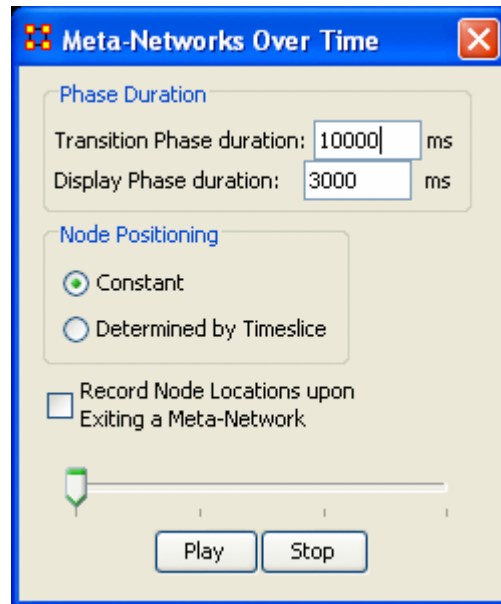 Meta-Networks Over Time
Phase Duration
Transition Phase duration: 10000 ms
Display Phase duration: 3000 ms
Node Positioning
Constant
Determined by Timeslice
Record Node Locations upon
Exiting a Meta-Network
Play Stop